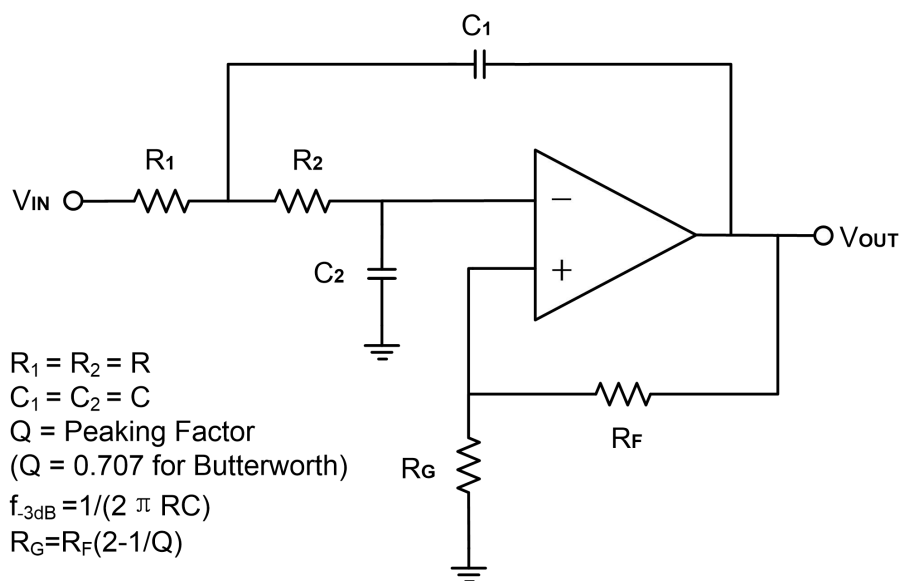 C1
R1
R2
VIN
−
VOUT
C2
+
R1 = R2 = R
C1 = C2 = C
Q = Peaking Factor
(Q = 0.707 for Butterworth)
f-3dB =1/(2 π RC)
RG=RF(2-1/Q)
RF
RG